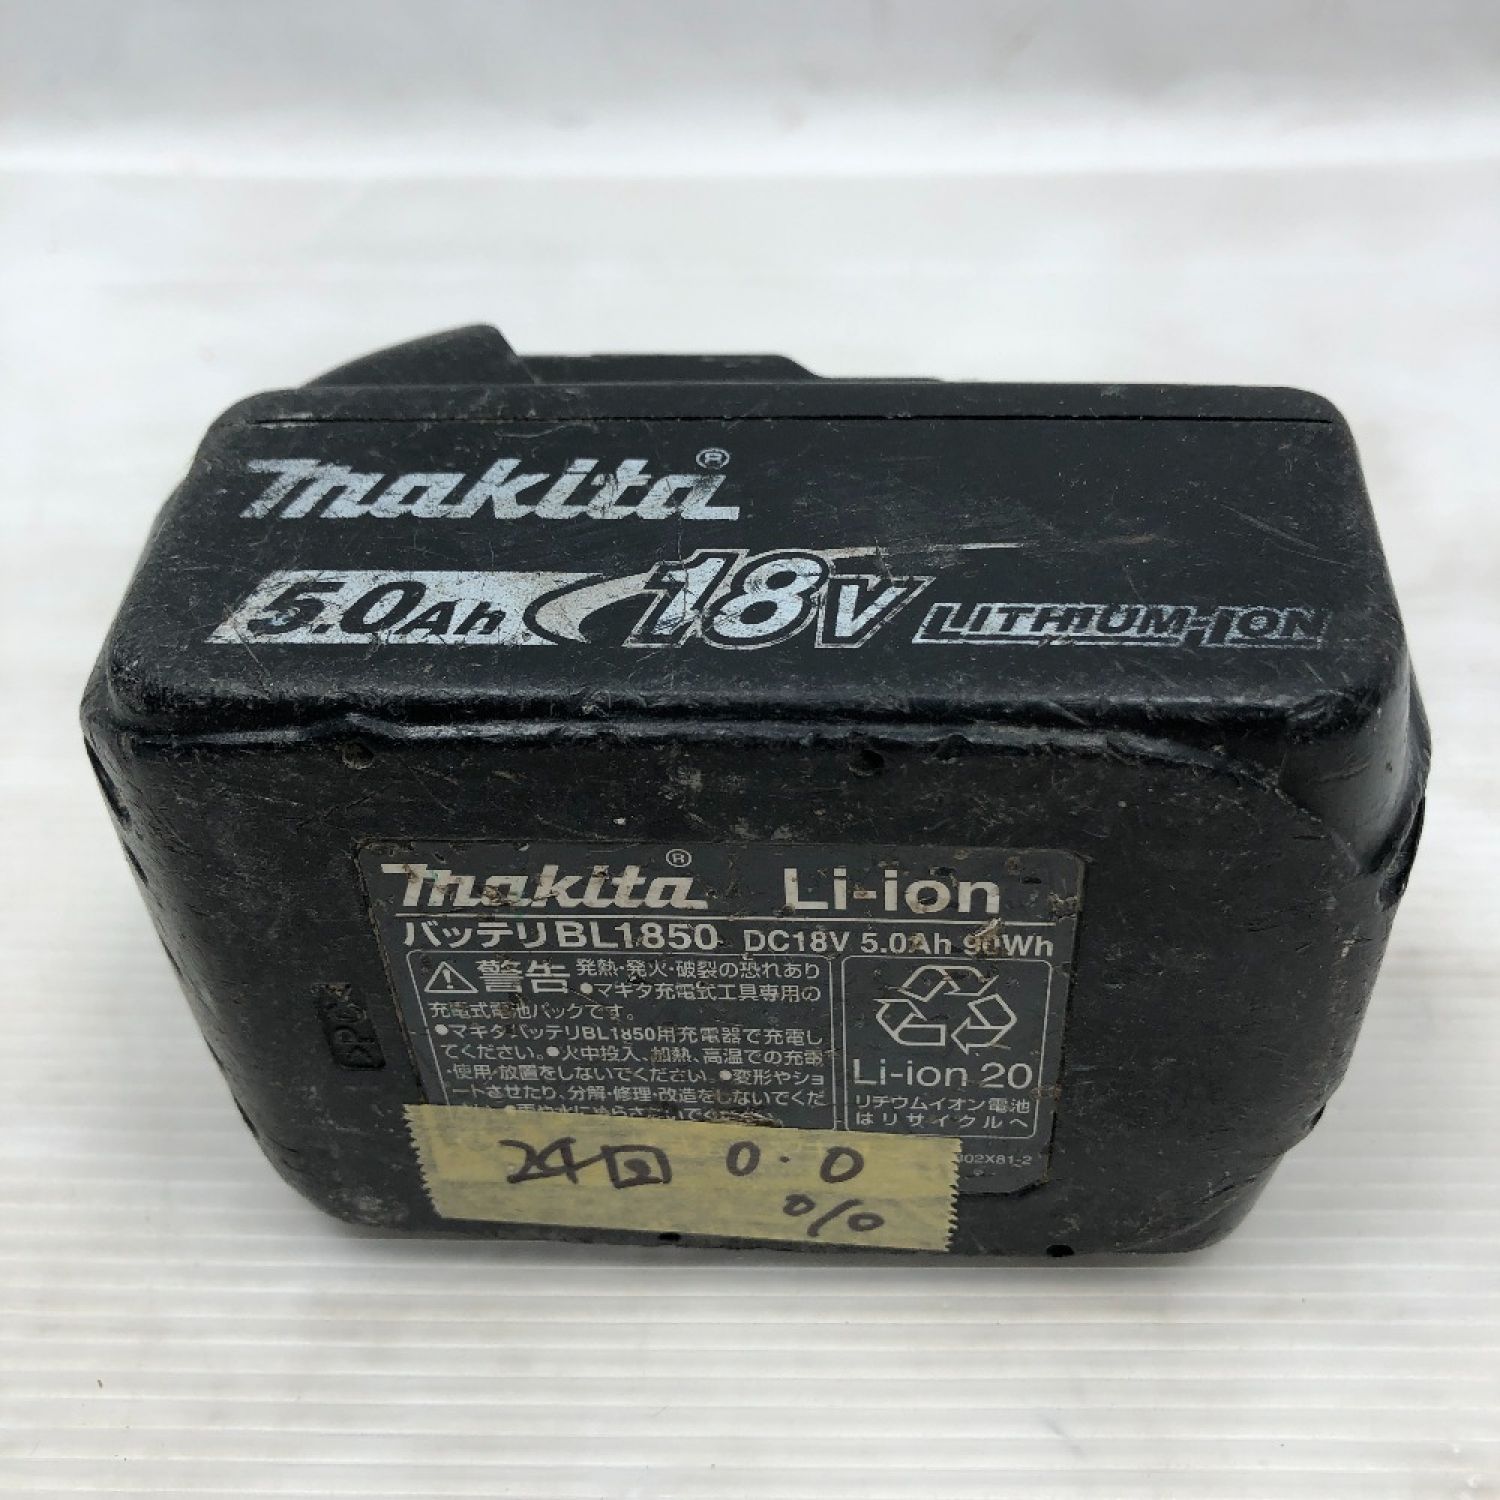 makita®
5.0Ah 18V LITHIUM-ION
makita® Li-ion
バッテリBL1850 DC18V 5.0Ah 90Wh
警告 発熱・発火・破裂の恐れあり
●マキタ充電式工具専用の
充電式電池パックです。
●マキタバッテリBL1850用充電器で充電し
てください。●火中投入、加熱、高温での充電
・使用・放置をしないでください。●変形やショ
ートさせたり、分解・修理・改造をしないでくだ
Li-ion 20
リチウムイオン電池
はリサイクルへ
02X81-2
24回 0.0
%